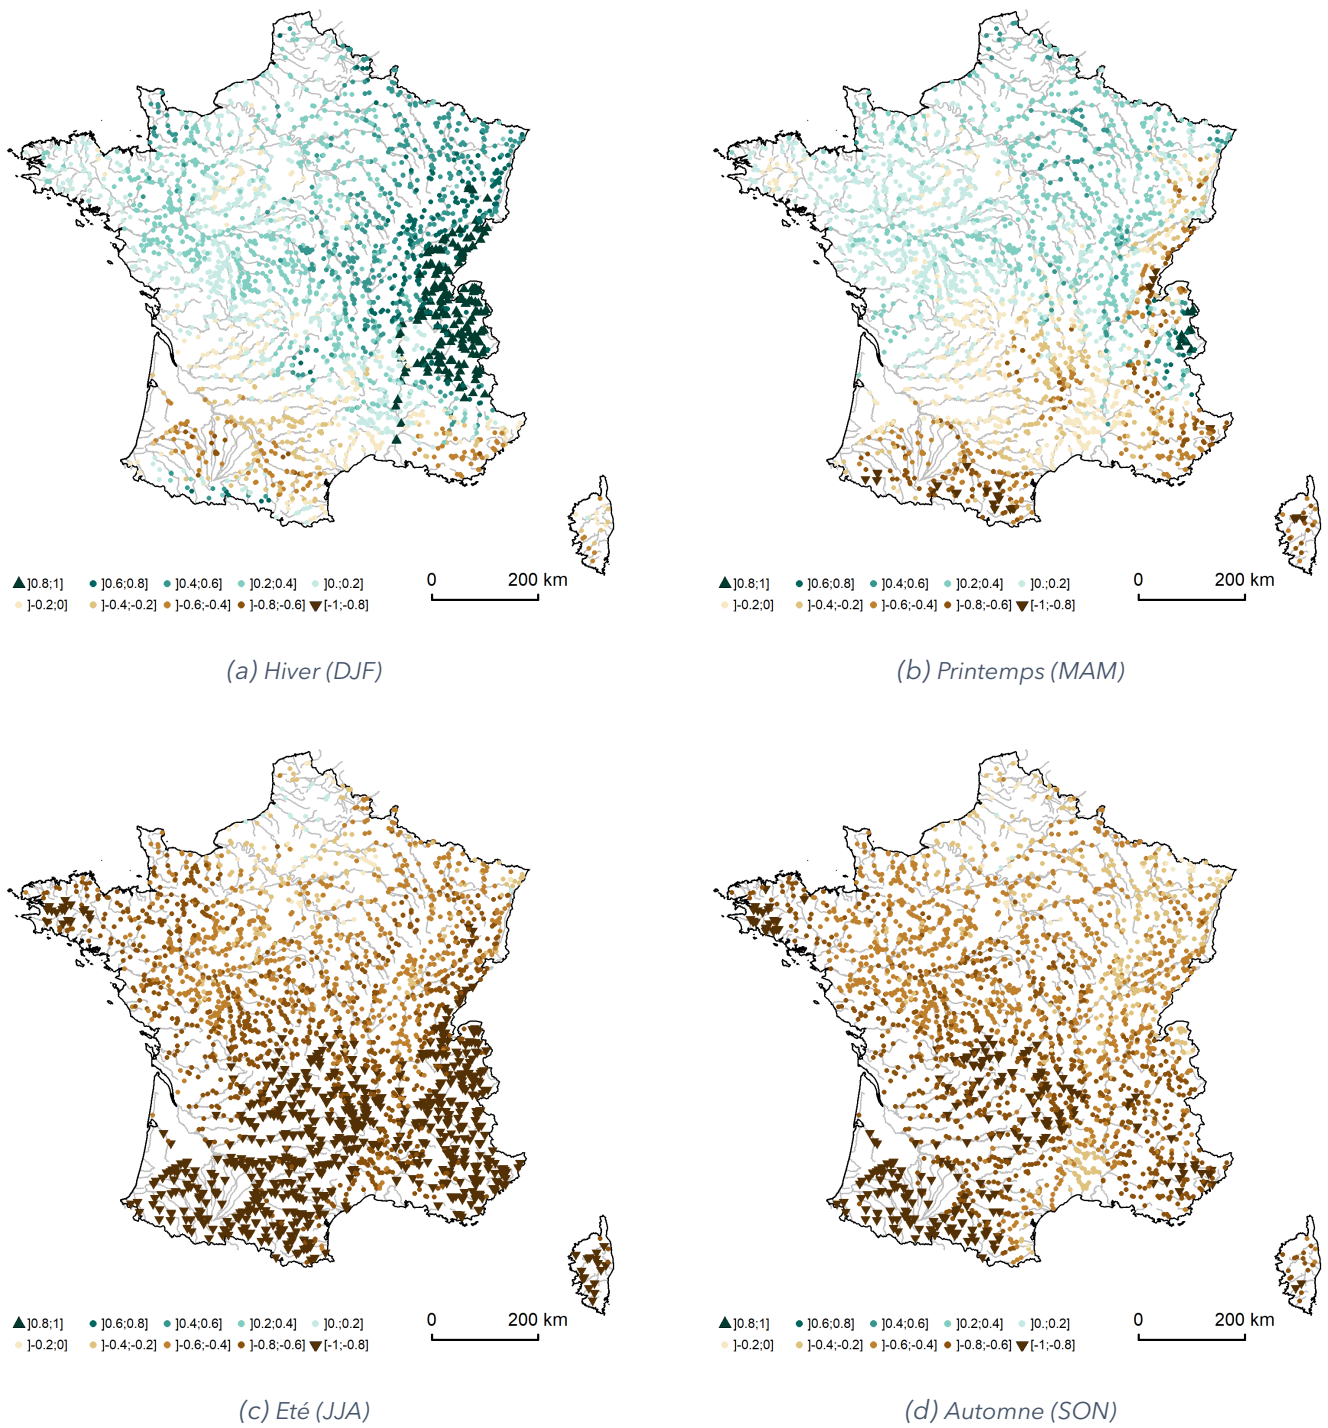 ]0.8;1] ]0.6;0.8] ]0.4;0.6] ]0.2;0.4] ]0.;0.2]
]-0.2;0] ]-0.4;-0.2] ]-0.6;-0.4] ]-0.8;-0.6] [-1;-0.8]
0 200 km
(a) Hiver (DJF)
]0.8;1] ]0.6;0.8] ]0.4;0.6] ]0.2;0.4] ]0.;0.2]
]-0.2;0] ]-0.4;-0.2] ]-0.6;-0.4] ]-0.8;-0.6] [-1;-0.8]
0 200 km
(b) Printemps (MAM)
]0.8;1] ]0.6;0.8] ]0.4;0.6] ]0.2;0.4] ]0.;0.2]
]-0.2;0] ]-0.4;-0.2] ]-0.6;-0.4] ]-0.8;-0.6] [-1;-0.8]
0 200 km
(c) Eté (JJA)
]0.8;1] ]0.6;0.8] ]0.4;0.6] ]0.2;0.4] ]0.;0.2]
]-0.2;0] ]-0.4;-0.2] ]-0.6;-0.4] ]-0.8;-0.6] [-1;-0.8]
0 200 km
(d) Automne (SON)